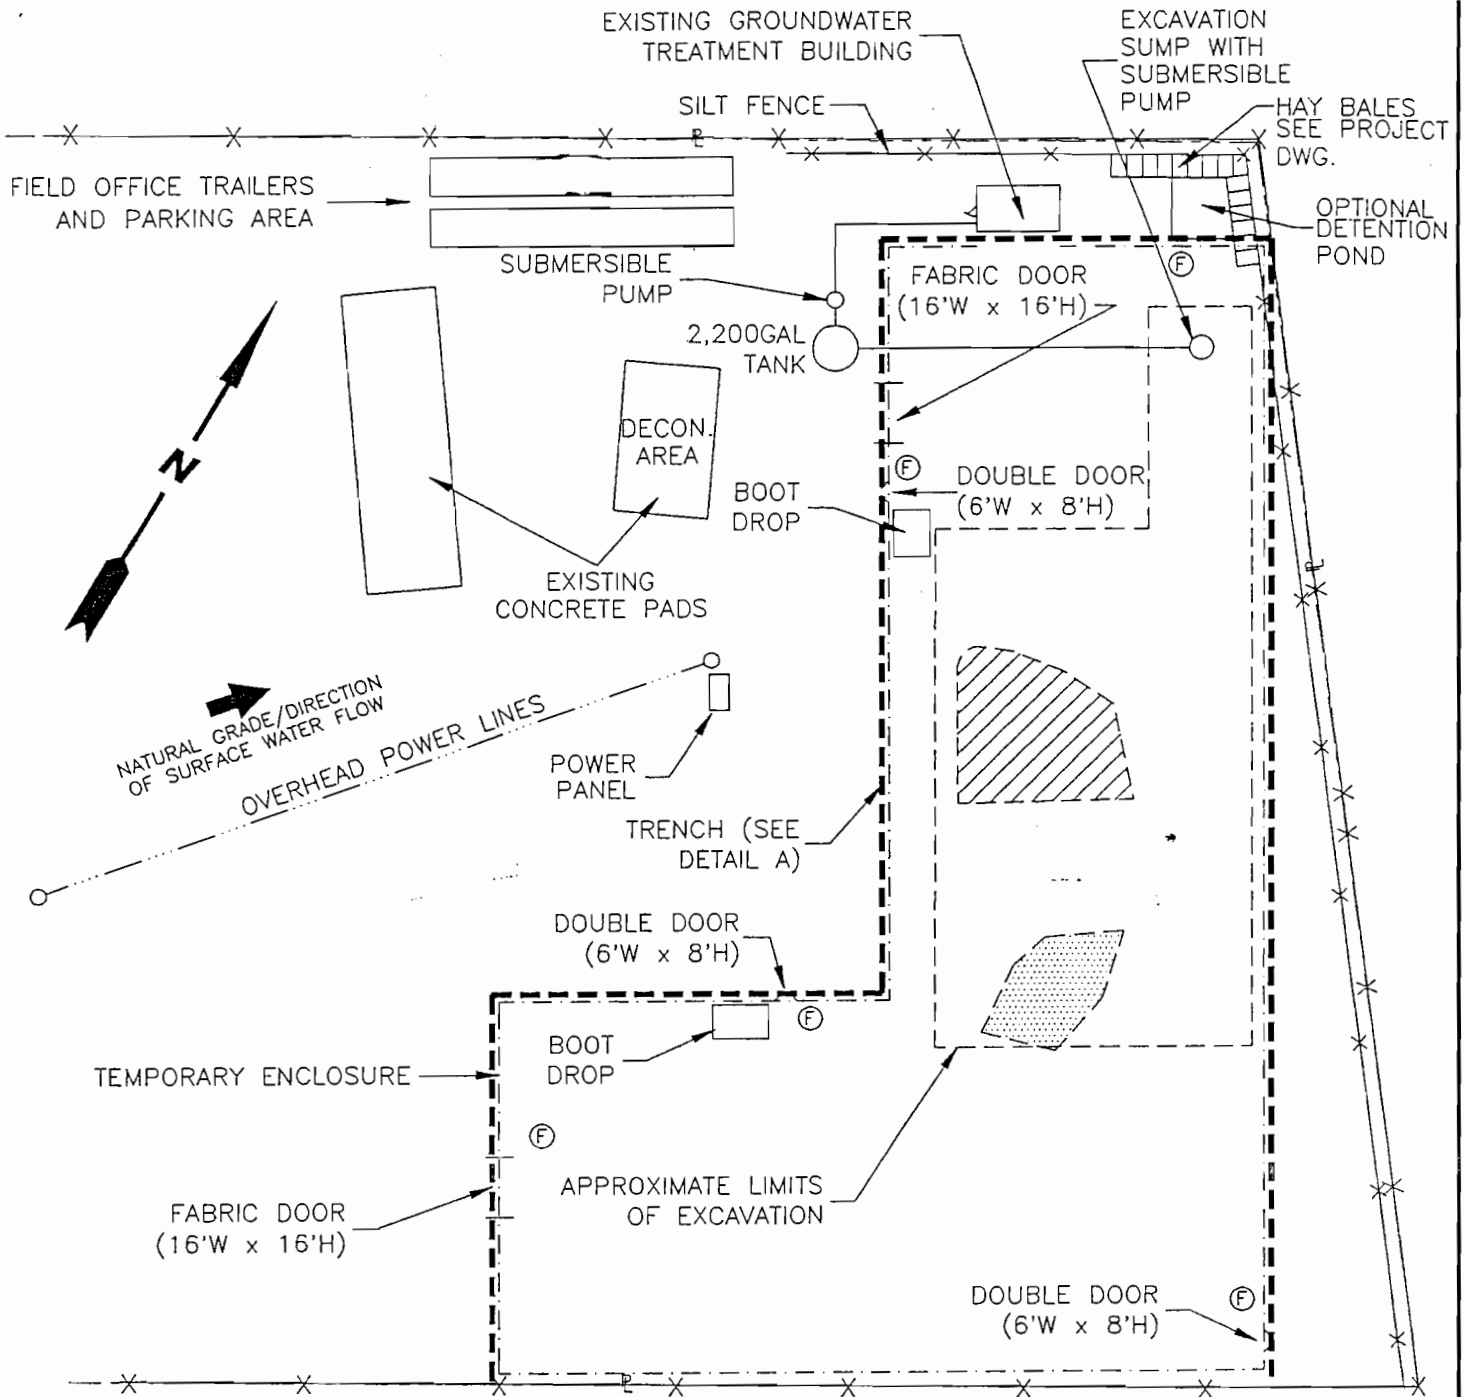 EXISTING GROUNDWATER
TREATMENT BUILDING
EXCAVATION
SUMP WITH
SUBMERSIBLE
PUMP
SILT FENCE
HAY BALES
SEE PROJECT
DWG.
PL
FIELD OFFICE TRAILERS
AND PARKING AREA
OPTIONAL
DETENTION
POND
SUBMERSIBLE
PUMP
FABRIC DOOR
(16'W x 16'H)
F
2,200GAL
TANK
DECON.
AREA
N
F
DOUBLE DOOR
(6'W x 8'H)
BOOT
DROP
PL
EXISTING
CONCRETE PADS
NATURAL GRADE/DIRECTION
OF SURFACE WATER FLOW
OVERHEAD POWER LINES
POWER
PANEL
TRENCH (SEE
DETAIL A)
DOUBLE DOOR
(6'W x 8'H)
F
BOOT
DROP
TEMPORARY ENCLOSURE
F
APPROXIMATE LIMITS
OF EXCAVATION
FABRIC DOOR
(16'W x 16'H)
DOUBLE DOOR
(6'W x 8'H)
F
PL